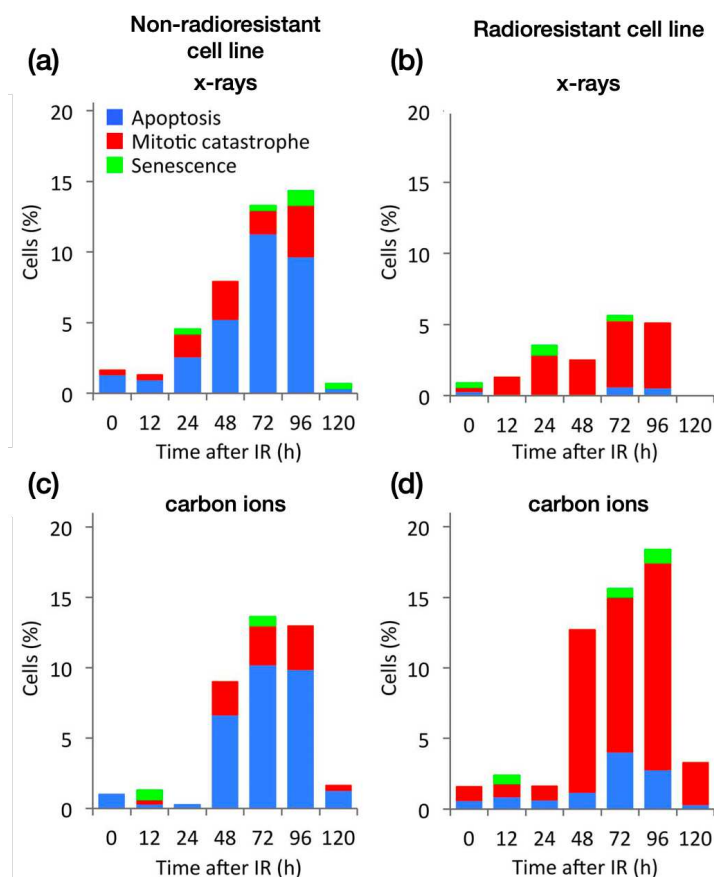 Non-radioresistant
cell line
Radioresistant cell line
(a)
x-rays
(b)
x-rays
20
15
10
5
0
Cells (%)
Apoptosis
Mitotic catastrophe
Senescence
0 12 24 48 72 96 120
Time after IR (h)
20
15
10
5
0
Cells (%)
0 12 24 48 72 96 120
Time after IR (h)
(c)
carbon ions
(d)
carbon ions
20
15
10
5
0
Cells (%)
0 12 24 48 72 96 120
Time after IR (h)
20
15
10
5
0
Cells (%)
0 12 24 48 72 96 120
Time after IR (h)